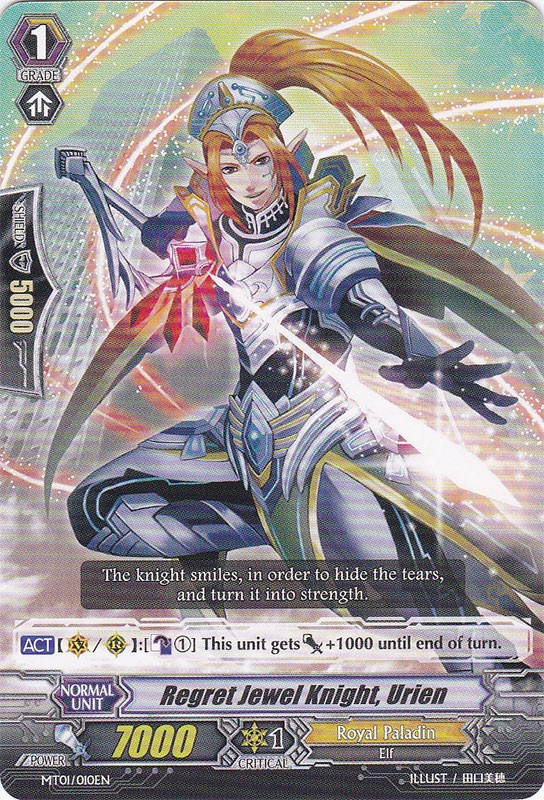 1
GRADE
SHIELD
5000
The knight smiles, in order to hide the tears,
and turn it into strength.
ACT【V/R】:[①] This unit gets +1000 until end of turn.
NORMAL
UNIT
Regret Jewel Knight, Urien
POWER
7000
1
CRITICAL
Royal Paladin
Elf
MT01/010EN
ILLUST / 田口美穂